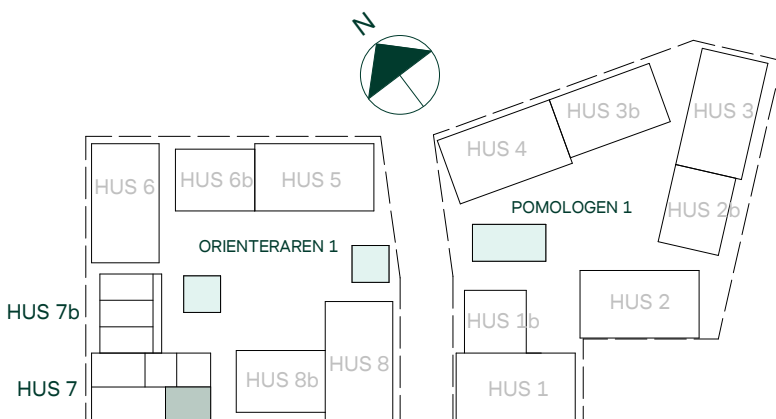 N
HUS 3b
HUS 3
HUS 4
HUS 6
HUS 6b
HUS 5
POMOLOGEN 1
HUS 2b
ORIENTERAREN 1
HUS 7b
HUS 1b
HUS 2
HUS 7
HUS 8b
HUS 8
HUS 1